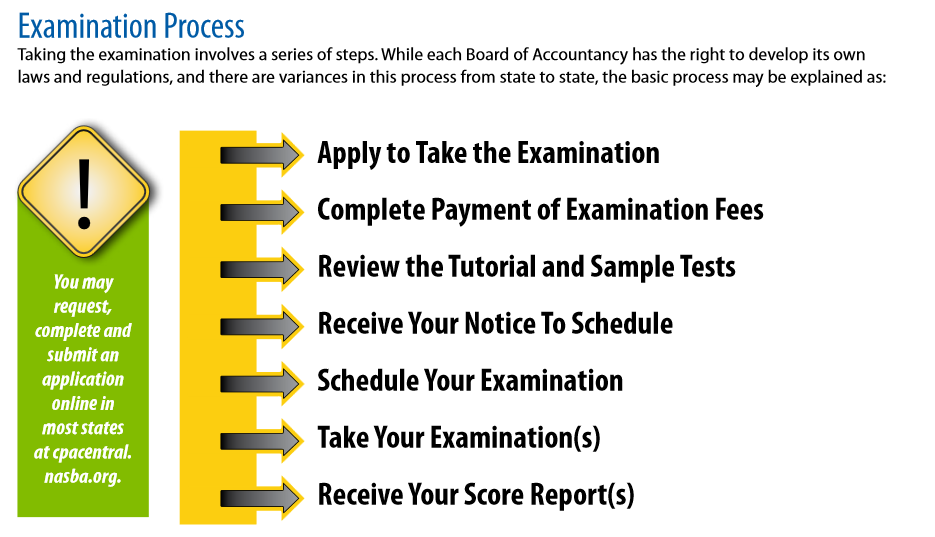 Examination Process
Taking the examination involves a series of steps. While each Board of Accountancy has the right to develop its own
laws and regulations, and there are variances in this process from state to state, the basic process may be explained as:
!
You may
request,
complete and
submit an
application
online in
most states
at cpacentral.
nasba.org.
Apply to Take the Examination
Complete Payment of Examination Fees
Review the Tutorial and Sample Tests
Receive Your Notice To Schedule
Schedule Your Examination
Take Your Examination(s)
Receive Your Score Report(s)